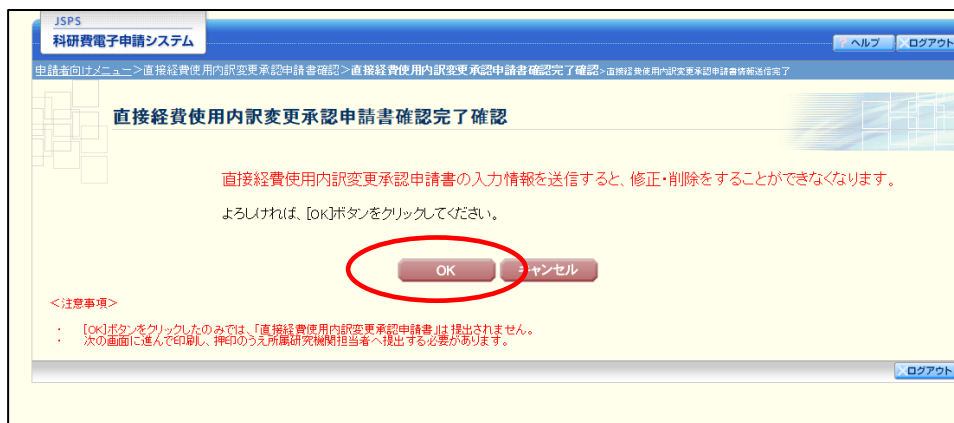 JSPS
科研費電子申請システム
ヘルプ ログアウト
申請者向けメニュー>直接経費使用内訳変更承認申請書確認>直接経費使用内訳変更承認申請書確認完了確認>直接経費使用内訳変更承認申請書情報送信完了
直接経費使用内訳変更承認申請書確認完了確認
直接経費使用内訳変更承認申請書の入力情報を送信すると、修正・削除をすることができなくなります。
よろしければ、[OK]ボタンをクリックしてください。
OK キャンセル
<注意事項>
・ [OK]ボタンをクリックしたのみでは、「直接経費使用内訳変更承認申請書」は提出されません。
・ 次の画面に進んで印刷し、押印のうえ所属研究機関担当者へ提出する必要があります。
ログアウト